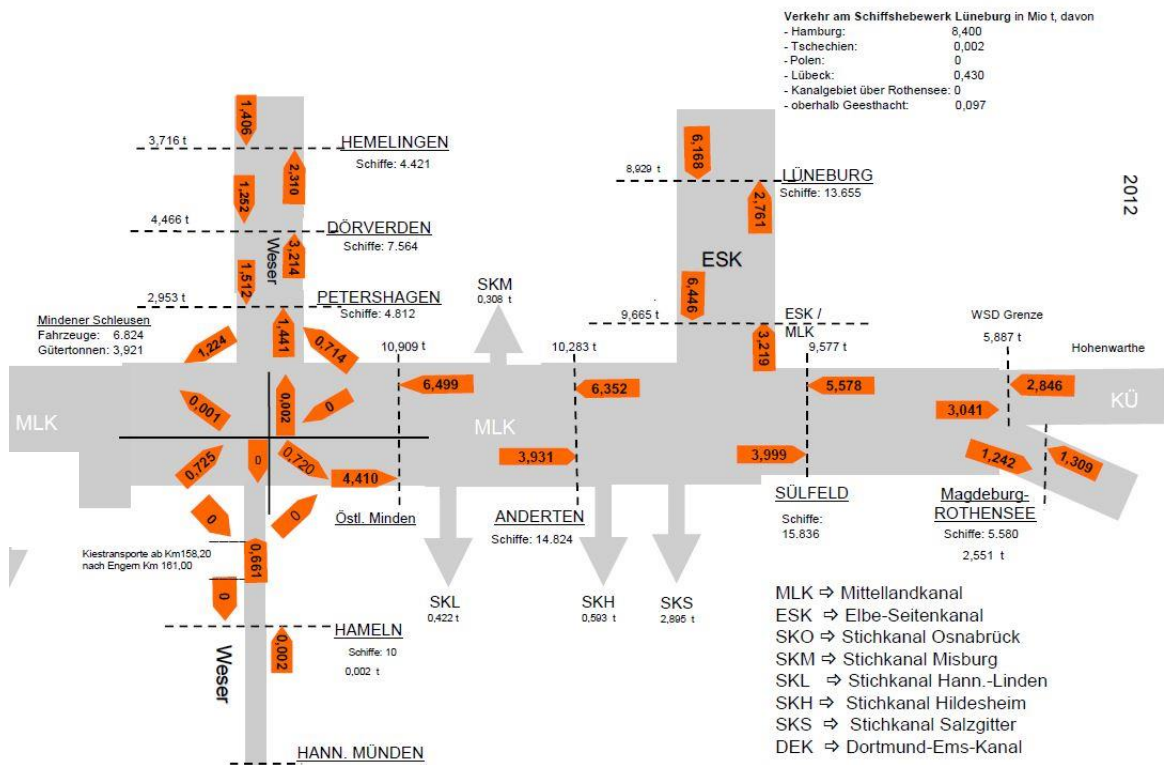 Verkehr am Schiffshebewerk Lüneburg in Mio t, davon
- Hamburg: 8,400
- Tschechien: 0,002
- Polen: 0
- Lübeck: 0,430
- Kanalgebiet über Rothensee: 0
- oberhalb Geesthacht: 0,097
2012
1,406
3,716 t
HEMELINGEN
Schiffe: 4.421
2,310
1,252
4,466 t
DÖRVERDEN
Schiffe: 7.564
Weser
3,214
1,512
2,953 t
PETERSHAGEN
Schiffe: 4.812
Mindener Schleusen
Fahrzeuge: 6.824
Gütertonnen: 3,921
1,224
1,441
0,714
SKM
0,308 t
6,168
8,929 t
LÜNEBURG
Schiffe: 13.655
2,761
ESK
6,446
9,665 t
ESK /
MLK
3,219
10,909 t
10,283 t
9,577 t
WSD Grenze
5,887 t
Hohenwarthe
6,499
6,352
5,578
2,846
3,041
KÜ
MLK
0,001
0,002
0
MLK
0,725
0
0,720
4,410
3,931
3,999
1,242
1,309
0
0
Östl. Minden
ANDERTEN
Schiffe: 14.824
SÜLFELD
Schiffe:
15.836
Magdeburg-
ROTHENSEE
Schiffe: 5.580
2,551 t
Kiestransporte ab Km158,20
nach Engern Km 161,00
0,661
0
SKL
0,422 t
SKH
0,593 t
SKS
2,895 t
HAMELN
Schiffe: 10
0,002 t
0,002
Weser
HANN. MÜNDEN
MLK ⇨ Mittellandkanal
ESK ⇨ Elbe-Seitenkanal
SKO ⇨ Stichkanal Osnabrück
SKM ⇨ Stichkanal Misburg
SKL ⇨ Stichkanal Hann.-Linden
SKH ⇨ Stichkanal Hildesheim
SKS ⇨ Stichkanal Salzgitter
DEK ⇨ Dortmund-Ems-Kanal